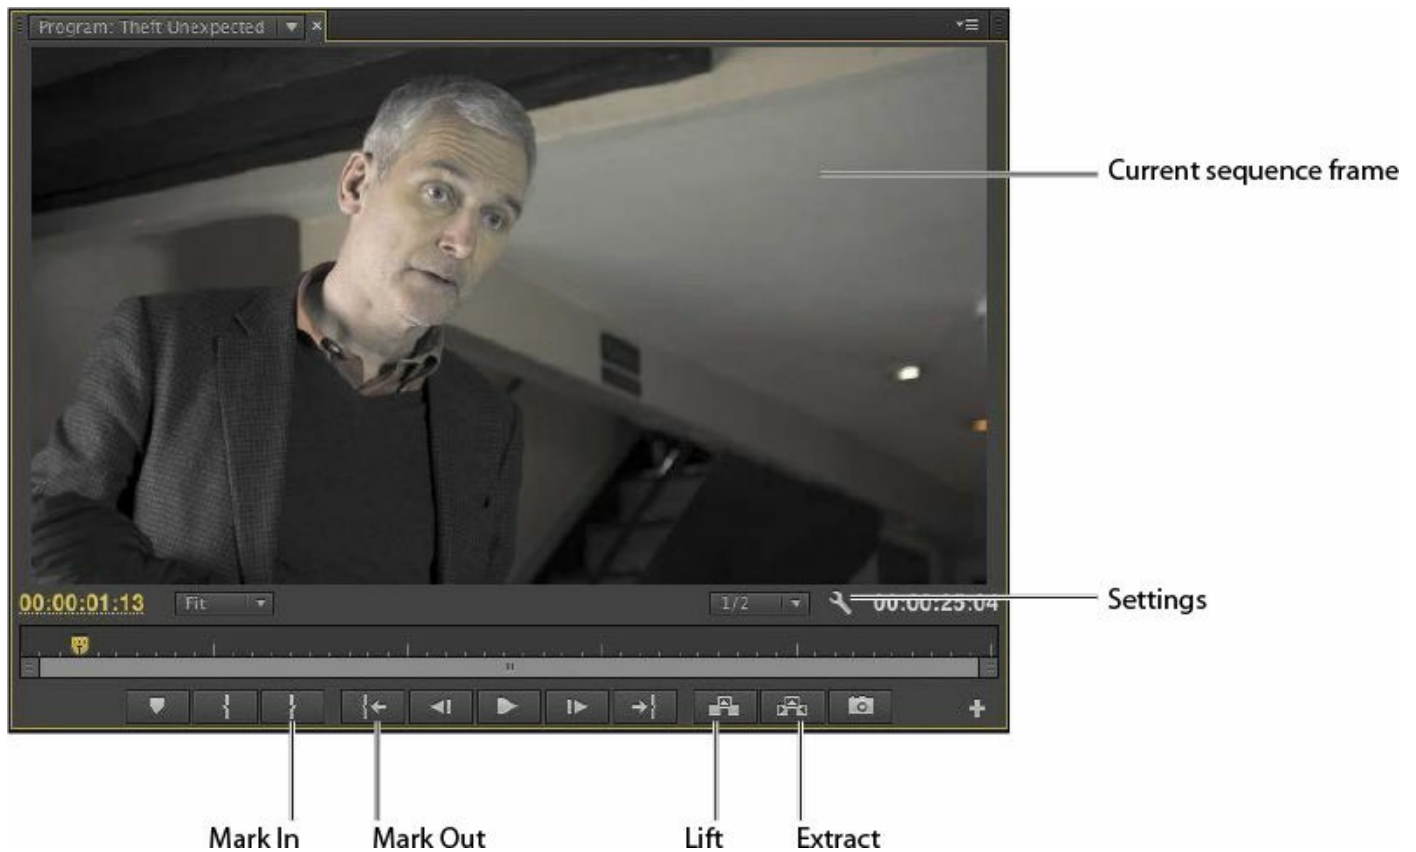 Program: Theft Unexpected
Current sequence frame
00:00:01:13
Fit
1/2
00:00:25:04
Settings
Mark In
Mark Out
Lift
Extract